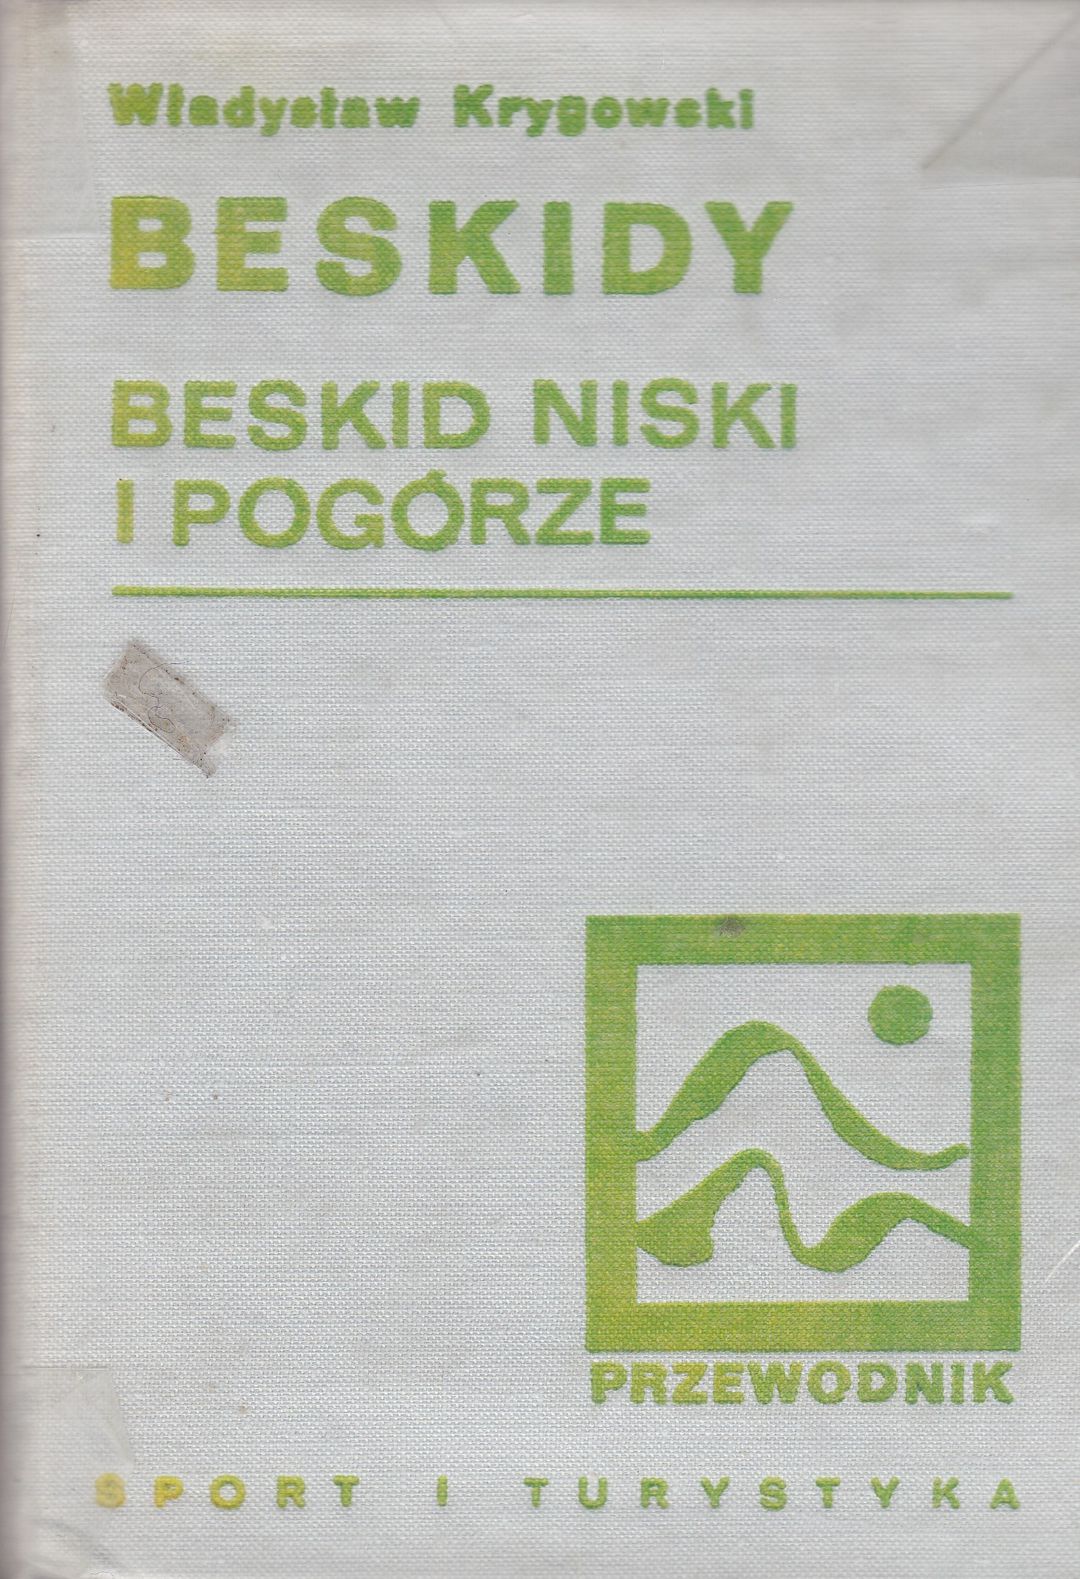 Władysław Krygowski
BESKIDY
BESKID NISKI
I POGÓRZE
PRZEWODNIK
SPORT I TURYSTYKA